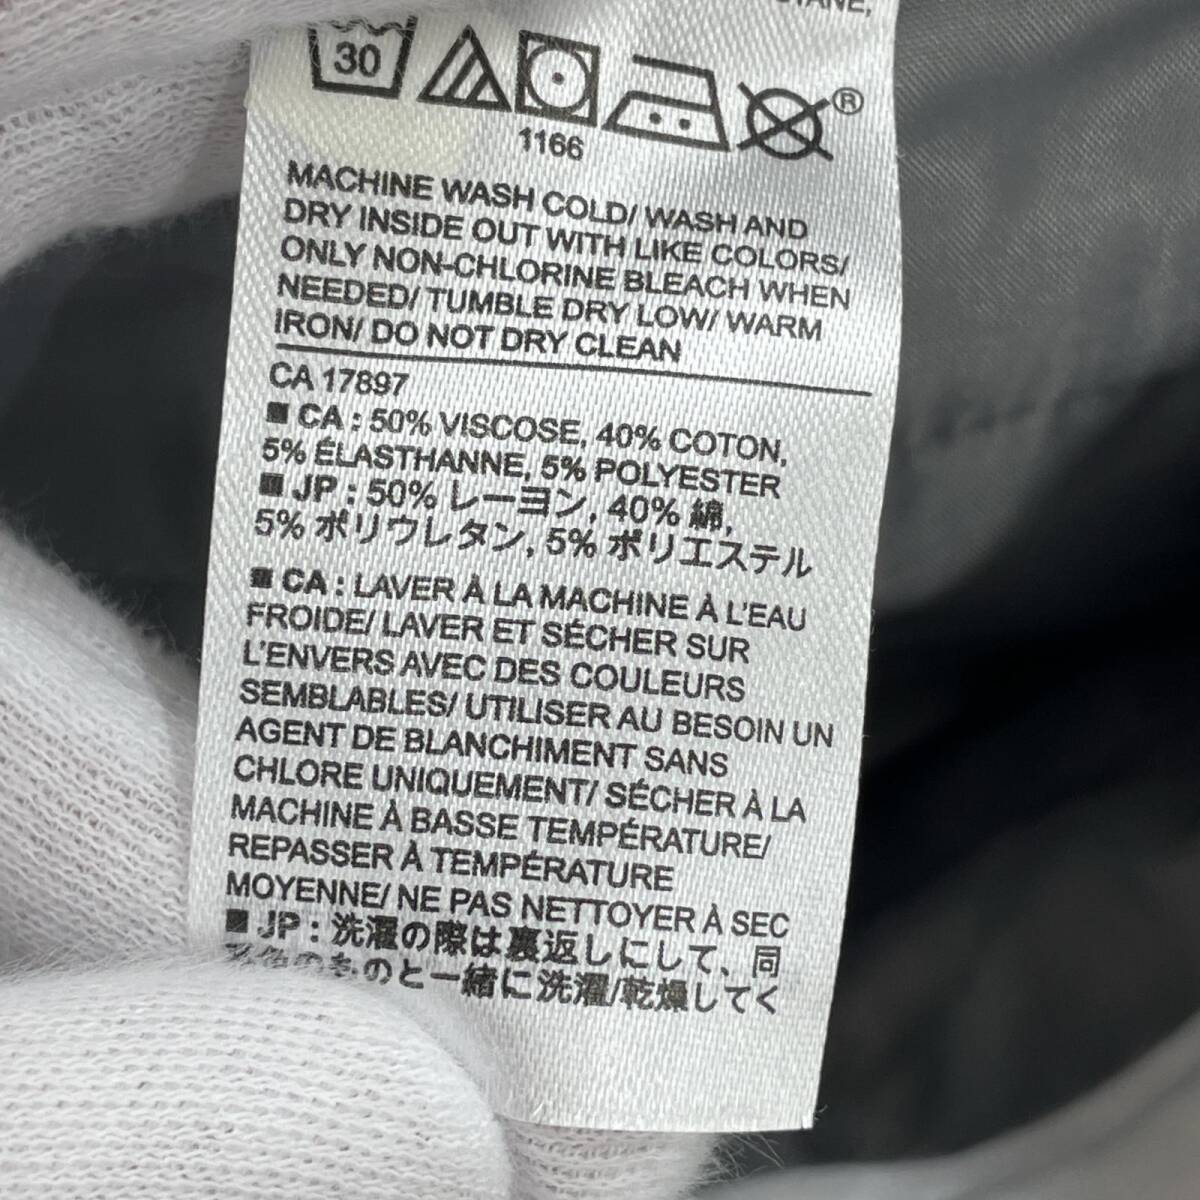 30
1166
®
MACHINE WASH COLD/ WASH AND
DRY INSIDE OUT WITH LIKE COLORS/
ONLY NON-CHLORINE BLEACH WHEN
NEEDED/ TUMBLE DRY LOW/ WARM
IRON/ DO NOT DRY CLEAN
CA 17897
■ CA : 50% VISCOSE, 40% COTON,
5% ÉLASTHANNE, 5% POLYESTER
■ JP : 50% レーヨン, 40% 綿,
5% ポリウレタン, 5% ポリエステル
■ CA : LAVER À LA MACHINE À L'EAU
FROIDE/ LAVER ET SÉCHER SUR
L'ENVERS AVEC DES COULEURS
SEMBLABLES/ UTILISER AU BESOIN UN
AGENT DE BLANCHIMENT SANS
CHLORE UNIQUEMENT/ SÉCHER À LA
MACHINE À BASSE TEMPÉRATURE/
REPASSER À TEMPÉRATURE
MOYENNE/ NE PAS NETTOYER À SEC
■ JP : 洗濯の際は裏返しにして、同
のものと一緒に洗濯/乾燥してく